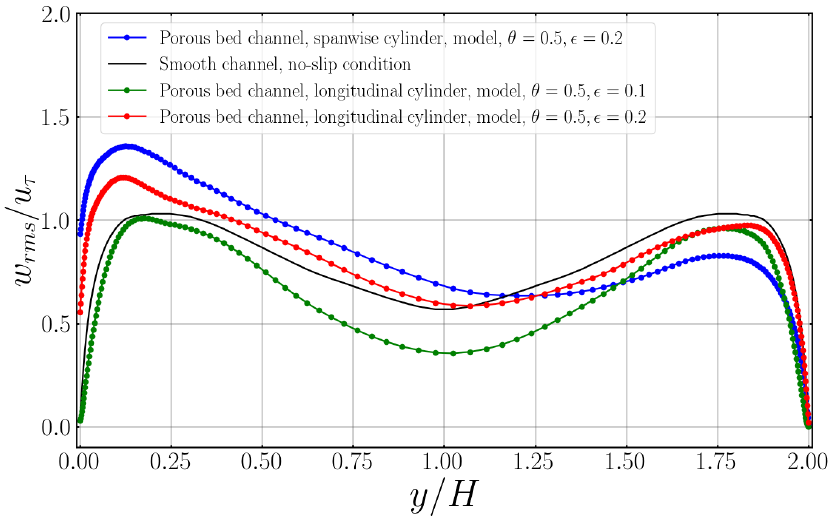 2.0
1.5
1.0
0.5
0.0
w_{rms}/u_τ
Porous bed channel, spanwise cylinder, model, θ = 0.5, ϵ = 0.2
Smooth channel, no-slip condition
Porous bed channel, longitudinal cylinder, model, θ = 0.5, ϵ = 0.1
Porous bed channel, longitudinal cylinder, model, θ = 0.5, ϵ = 0.2
0.00 0.25 0.50 0.75 1.00 1.25 1.50 1.75 2.00
y/H